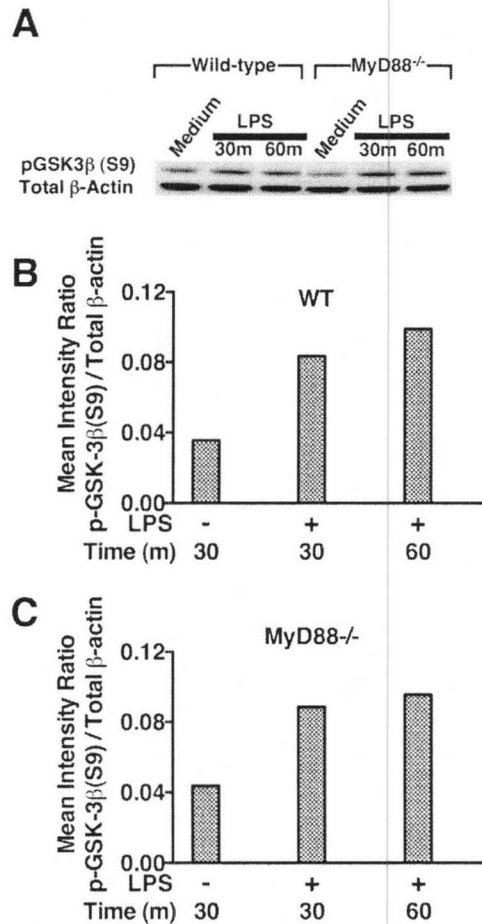 A
Wild-type MyD88-/-
Medium LPS Medium LPS
30m 60m 30m 60m
pGSK3β (S9)
Total β-Actin
B
WT
Mean Intensity Ratio
p-GSK-3β(S9) / Total β-actin
0.12
0.08
0.04
0.00
LPS - + +
Time (m) 30 30 60
C
MyD88-/-
Mean Intensity Ratio
p-GSK-3β(S9) / Total β-actin
0.12
0.08
0.04
0.00
LPS - + +
Time (m) 30 30 60